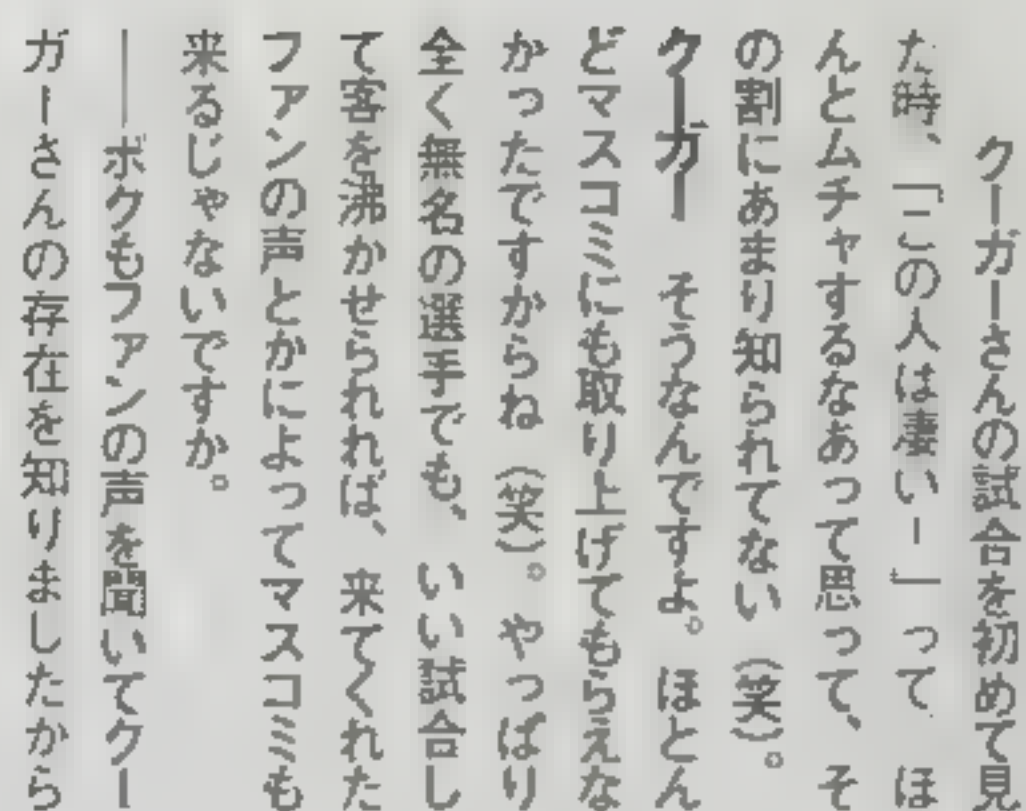 クーガーさんの試合を初めて見
た時、「この人は凄いー」って、ほ
んとムチャするなあって思って、そ
の割にあまり知られてない（笑）。
クーガー　そうなんですよ。ほとん
どマスコミにも取り上げてもらえな
かったですからね（笑）。やっぱり
全く無名の選手でも、いい試合し
て客を沸かせられれば、来てくれた
ファンの声とかによってマスコミも
来るじゃないですか。
――ボクもファンの声を聞いてクー
ガーさんの存在を知りましたから